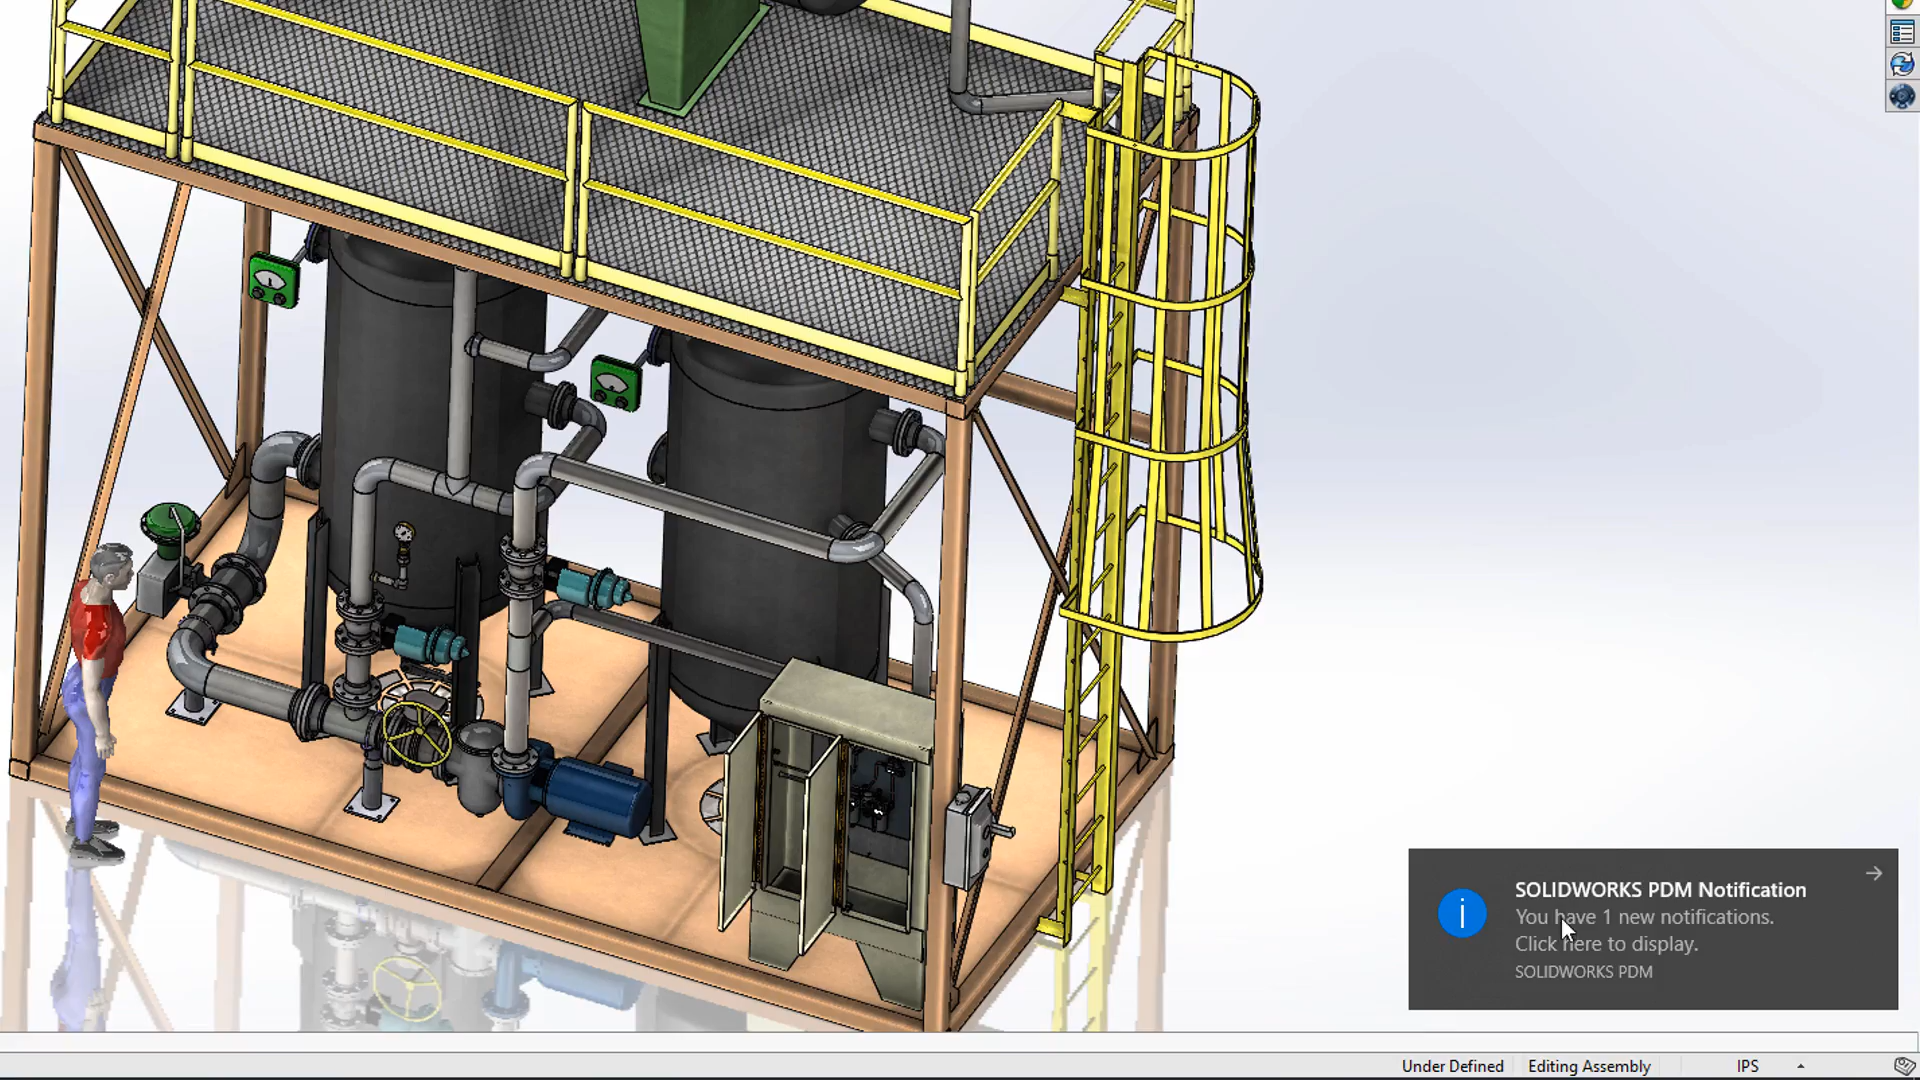 SOLIDWORKS PDM Notification
You have 1 new notifications.
Click here to display.
SOLIDWORKS PDM
Under Defined Editing Assembly IPS